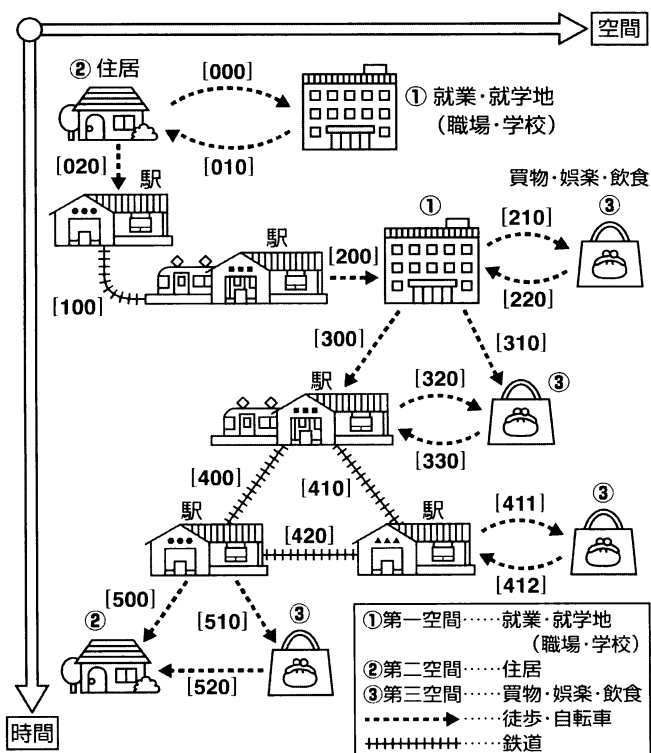 空間
② 住居
[000]
① 就業・就学地
(職場・学校)
[010]
[020]
駅
買物・娯楽・飲食
①
③
[210]
駅
[200]
[220]
[100]
[300]
[310]
駅
[320]
③
[330]
[400]
[410]
駅
駅
[411]
③
[420]
[412]
[500]
[510]
③
②
[520]
①第一空間……就業・就学地
(職場・学校)
②第二空間……住居
③第三空間……買物・娯楽・飲食
……徒歩・自転車
……鉄道
時間